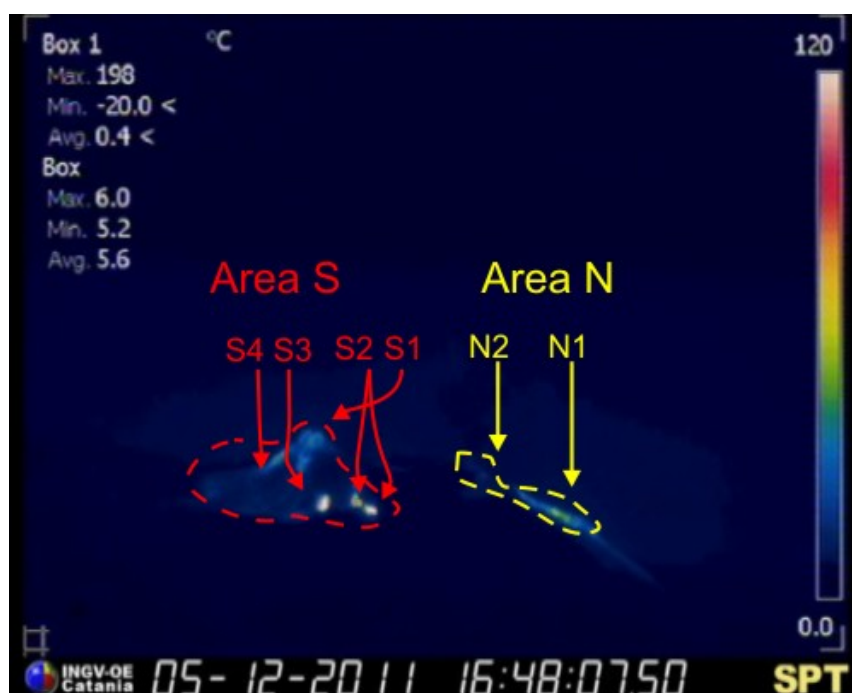 Box 1 °C
Max. 198
Min. -20.0 <
Avg. 0.4 <
Box
Max. 6.0
Min. 5.2
Avg. 5.6
120
Area S Area N
S4 S3 S2 S1 N2 N1
0.0
INGV-OE
Catania
05-12-2011 16:48:07.50 SPT